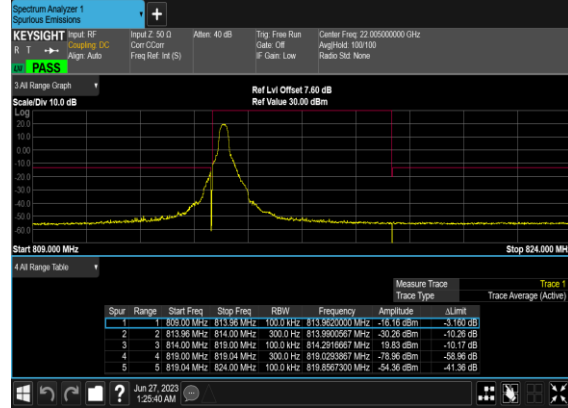 Spectrum Analyzer 1
Spurious Emissions
+
KEYSIGHT Input: RF Input Z: 50 Ω Atten: 40 dB Trig: Free Run Center Freq: 22.005000000 GHz
R T Coupling: DC Corr CCorr Gate: Off Avg|Hold: 100/100
Align: Auto Freq Ref: Int (S) IF Gain: Low Radio Std: None
PASS
3 All Range Graph
Ref Lvl Offset 7.60 dB
Scale/Div 10.0 dB Ref Value 30.00 dBm
Log
20.0
10.0
0.00
-10.0
-20.0
-30.0
-40.0
-50.0
-60.0
Start 809.000 MHz Stop 824.000 MH
4 All Range Table
Measure Trace Trace 1
Trace Type Trace Average (Active)
Spur Range Start Freq Stop Freq RBW Frequency Amplitude ΔLimit
1 1 809.00 MHz 813.96 MHz 100.0 kHz 813.9620000 MHz -16.16 dBm -3.160 dB
2 2 813.96 MHz 814.00 MHz 300.0 Hz 813.9900567 MHz -30.26 dBm -10.26 dB
3 3 814.00 MHz 819.00 MHz 100.0 kHz 814.2916667 MHz 19.83 dBm -10.17 dB
4 4 819.00 MHz 819.04 MHz 300.0 Hz 819.0293867 MHz -78.96 dBm -58.96 dB
5 5 819.04 MHz 824.00 MHz 100.0 kHz 819.8567300 MHz -54.36 dBm -41.36 dB
?
Jun 27, 2023
1:25:40 AM